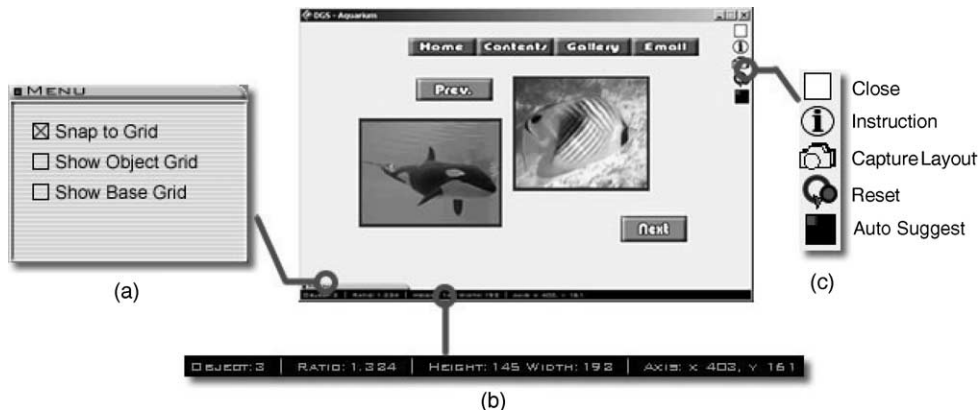 DGS - Aquarium
Home Contents Gallery Email
Prev.
Next
MENU
Snap to Grid
Show Object Grid
Show Base Grid
(a)
Close
Instruction
Capture Layout
Reset
Auto Suggest
(c)
OBJECT: 3 | RATIO: 1.324 | HEIGHT: 145 WIDTH: 192 | AXIS: X 403, Y 161
(b)